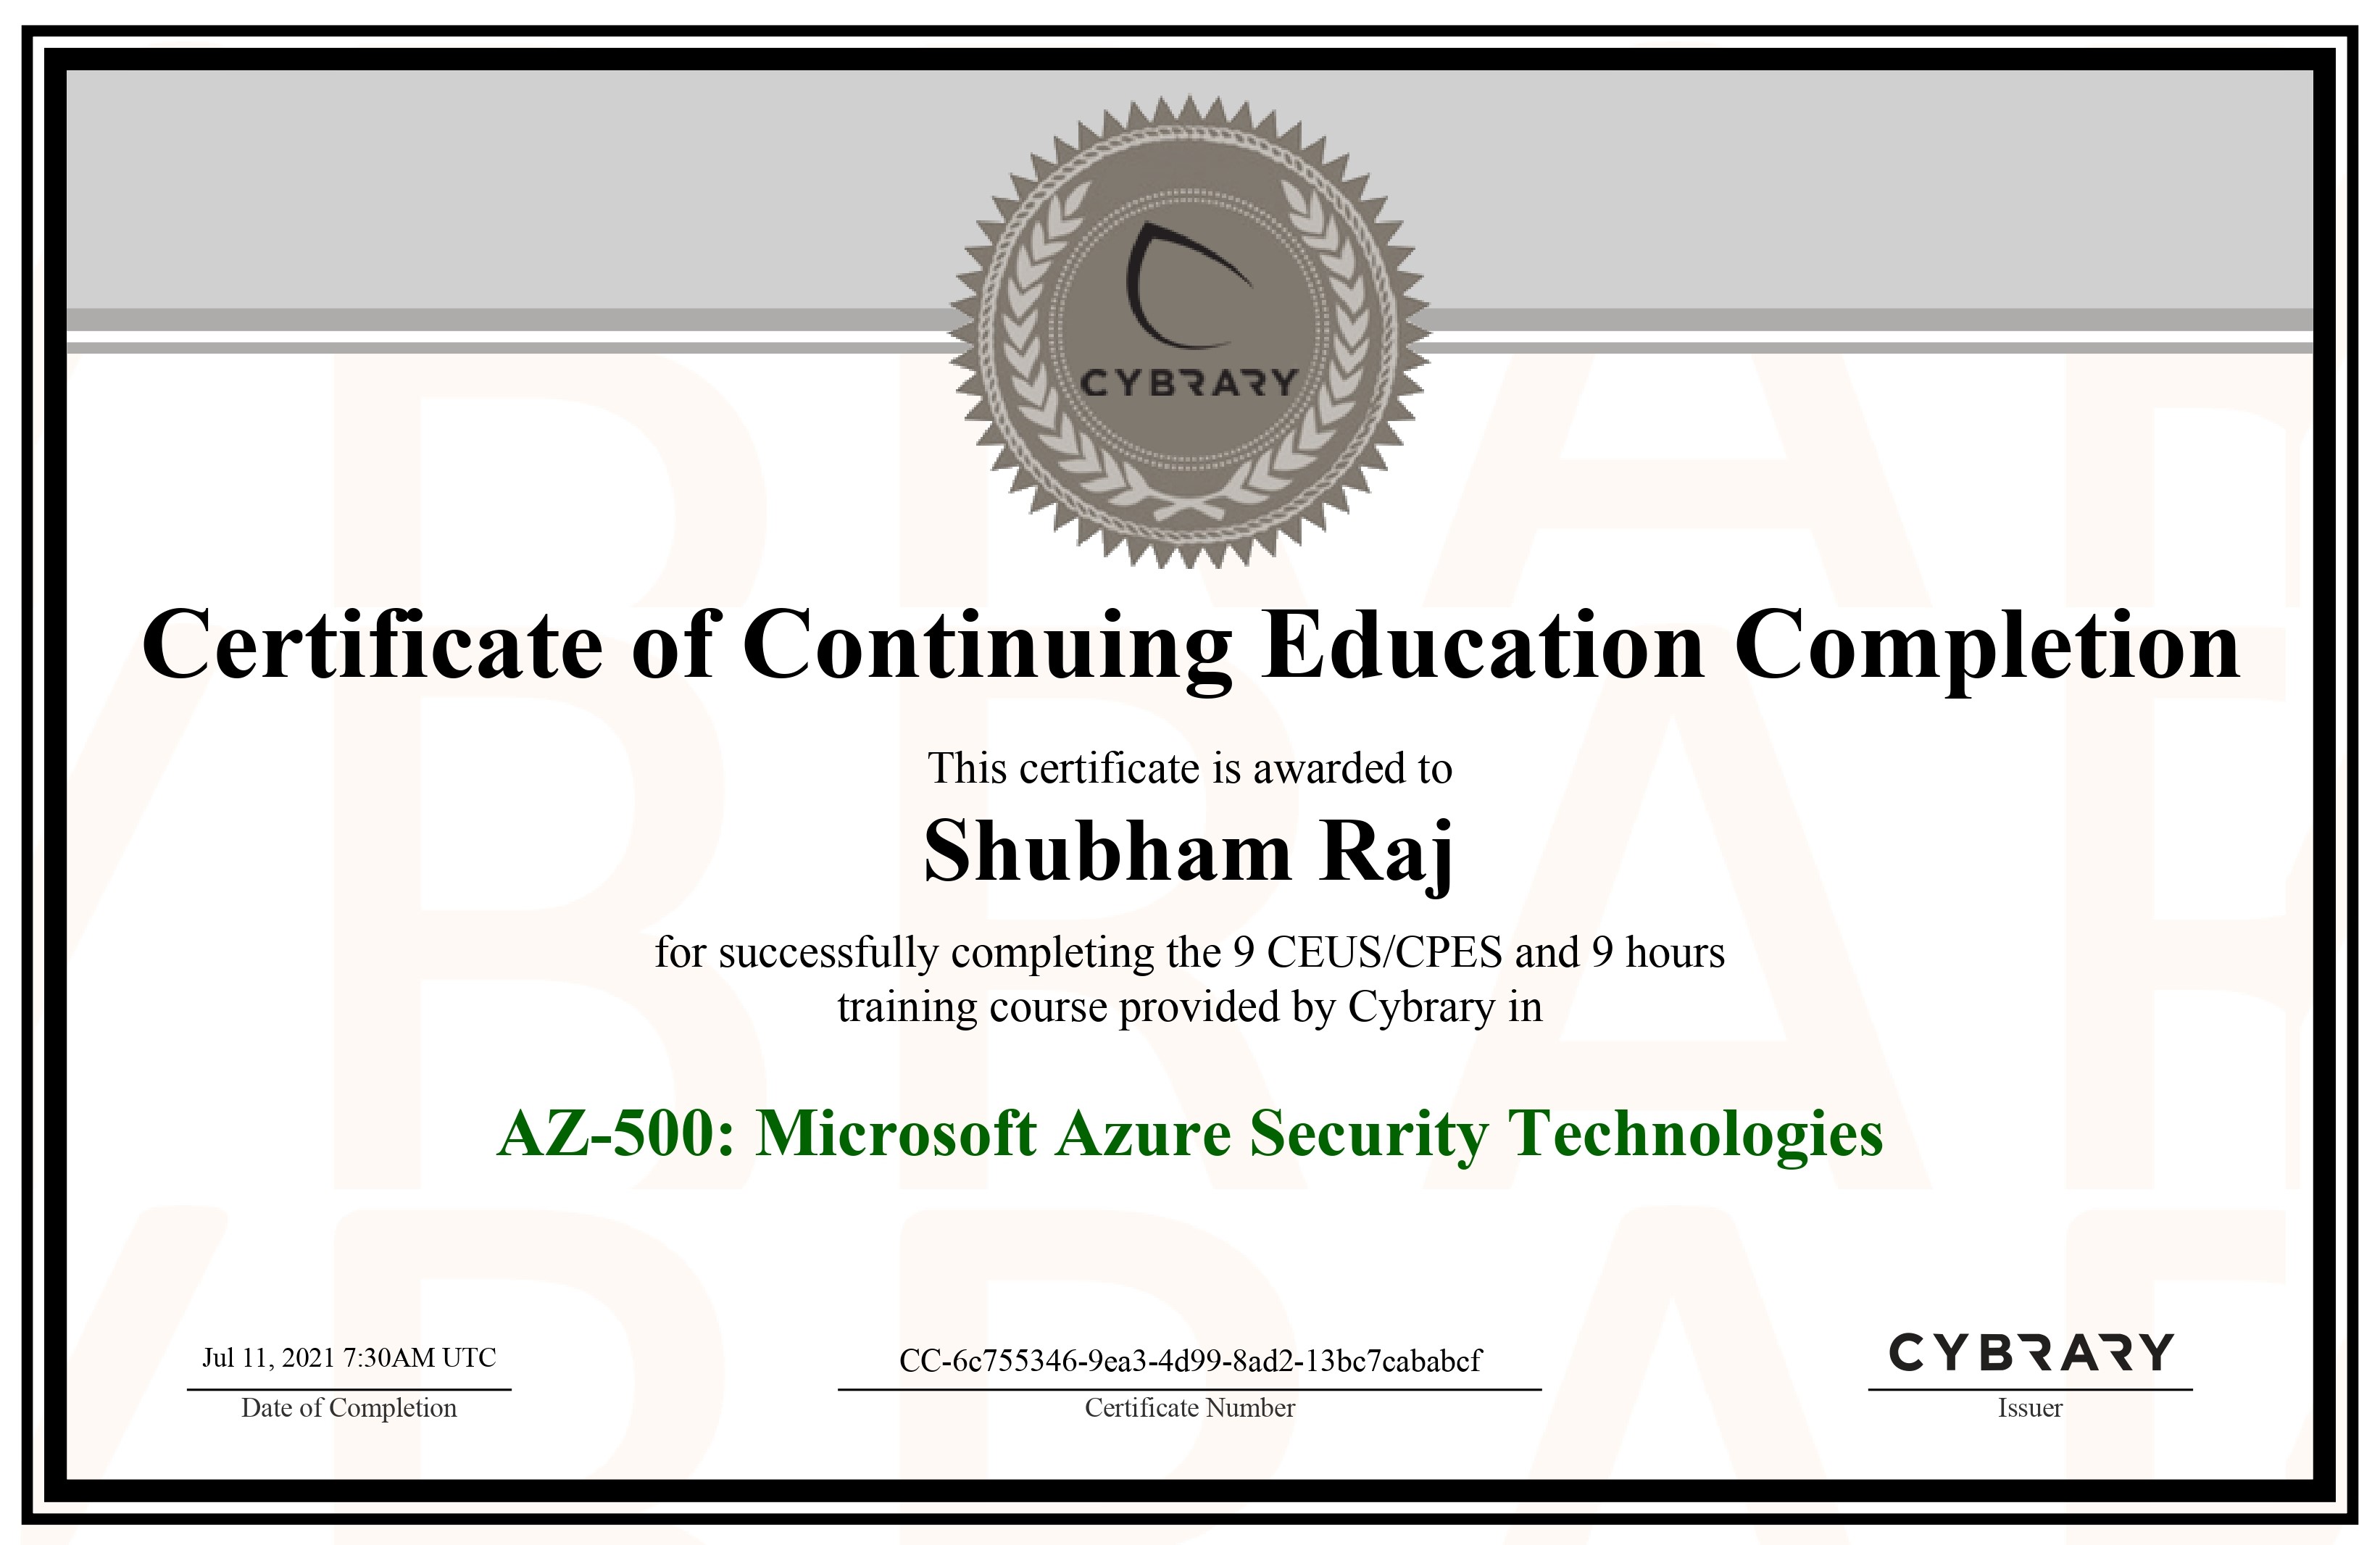 CYBRARY
Certificate of Continuing Education Completion
This certificate is awarded to
Shubham Raj
for successfully completing the 9 CEUS/CPES and 9 hours
training course provided by Cybrary in
AZ-500: Microsoft Azure Security Technologies
Jul 11, 2021 7:30AM UTC
Date of Completion
CC-6c755346-9ea3-4d99-8ad2-13bc7cababcf
Certificate Number
CYBRARY
Issuer